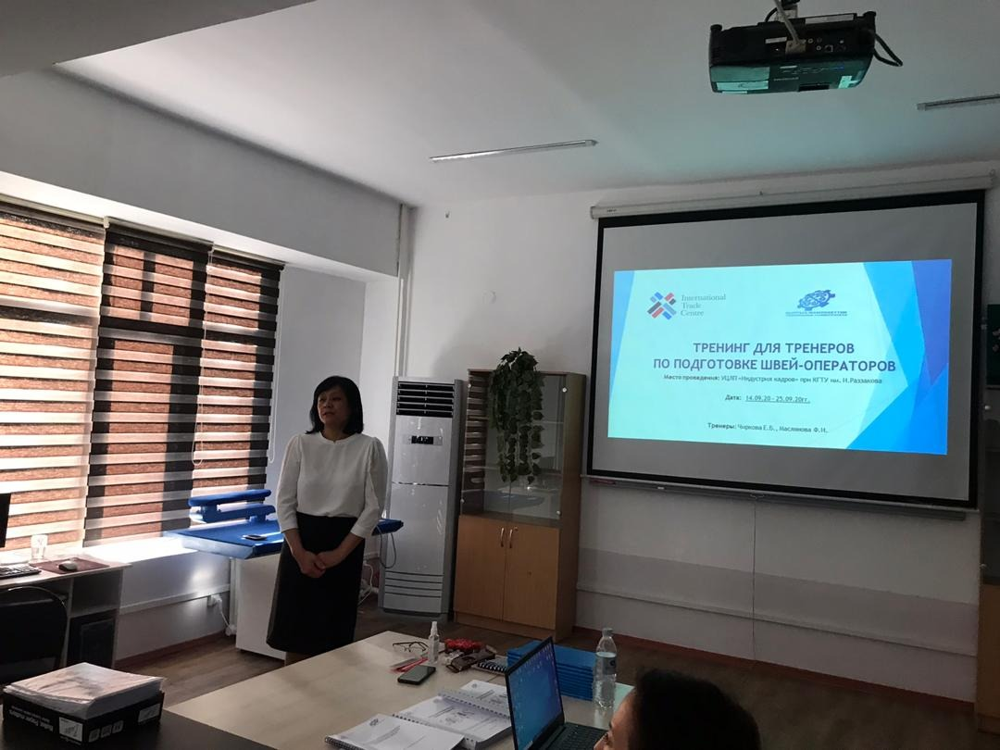 International
Trade
Centre
ТРЕНИНГ ДЛЯ ТРЕНЕРОВ
ПО ПОДГОТОВКЕ ШВЕЙ-ОПЕРАТОРОВ
Место проведения: УЦЛП «Индустрия кадров» при КГТУ им. И.Раззакова
Дата: 14.09.20 - 25.09.20гг.
Тренеры: Чиркова Е.Б., Маслянова Ф.И.